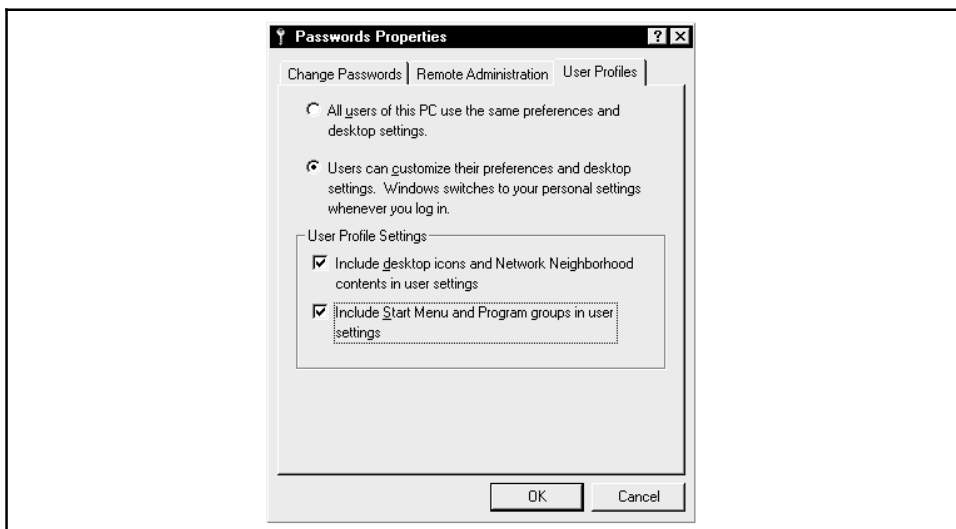 Passwords Properties
Change Passwords Remote Administration User Profiles
All users of this PC use the same preferences and
desktop settings.
Users can customize their preferences and desktop
settings. Windows switches to your personal settings
whenever you log in.
User Profile Settings
Include desktop icons and Network Neighborhood
contents in user settings
Include Start Menu and Program groups in user
settings
OK Cancel